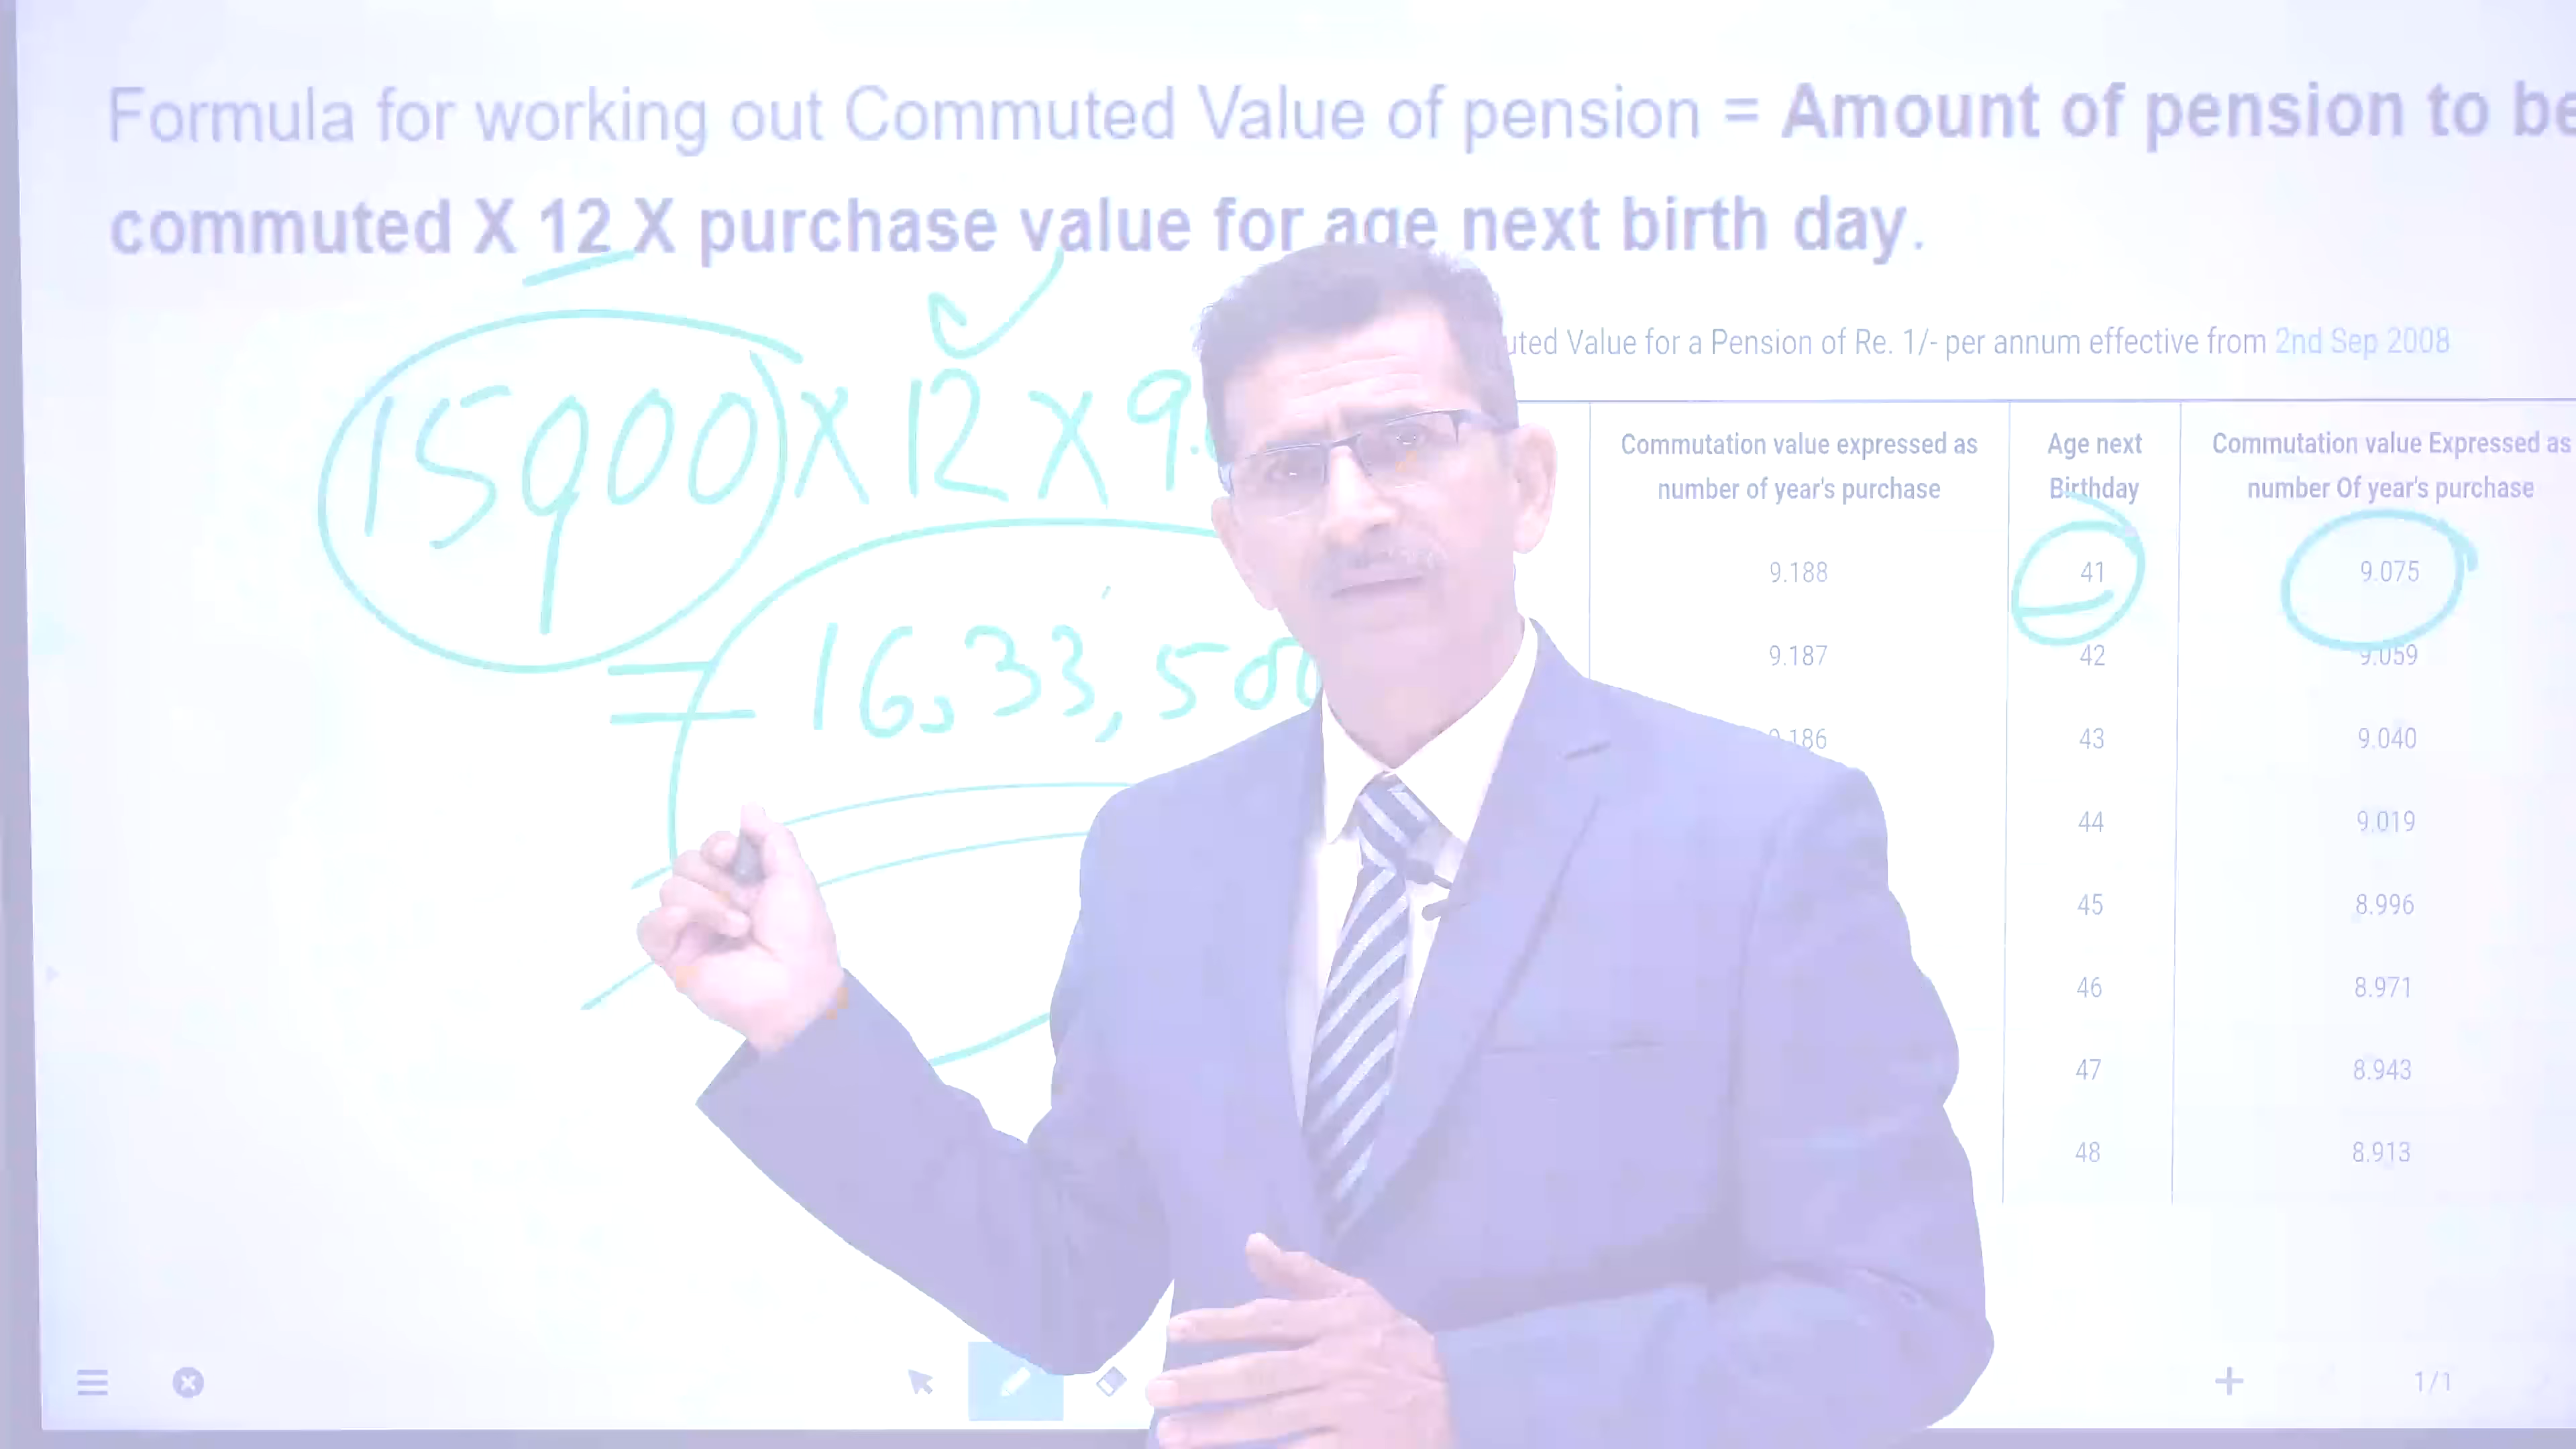 Formula for working out Commuted Value of pension = Amount of pension to be
commuted X 12 X purchase value for age next birth day.
15900 X 12 X 9.
= 16,33,500
Value for a Pension of Re. 1/- per annum effective from 2nd Sep 2008
Commutation value expressed as number of year's purchase
Age next Birthday
Commutation value Expressed as number Of year's purchase
9.188 41 9.075
9.187 42 9.059
9.186 43 9.040
44 9.019
45 8.996
46 8.971
47 8.943
48 8.913
1/1